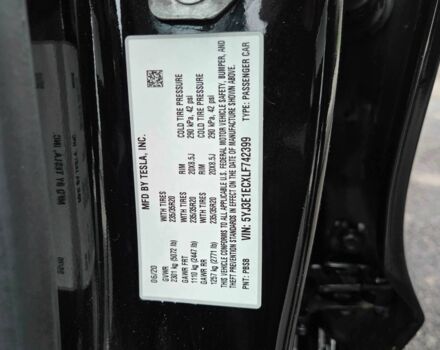 MFD BY TESLA, INC.
06/20
GVWR
2301 kg (5072 lb)
GAWR FRT
1110 kg (2447 lb)
GAWR RR
1257 kg (2771 lb)
WITH TIRES
235/35R20
WITH TIRES
235/35R20
RIM
20X8.5J
RIM
20X8.5J
COLD TIRE PRESSURE
290 kPa, 42 psi
COLD TIRE PRESSURE
290 kPa, 42 psi
THIS VEHICLE CONFORMS TO ALL APPLICABLE U.S. FEDERAL MOTOR VEHICLE SAFETY, BUMPER, AND
THEFT PREVENTION STANDARDS IN EFFECT ON THE DATE OF MANUFACTURE SHOWN ABOVE.
VIN: 5YJ3E1ECXLF742399
PNT: PBSB
TYPE: PASSENGER CAR